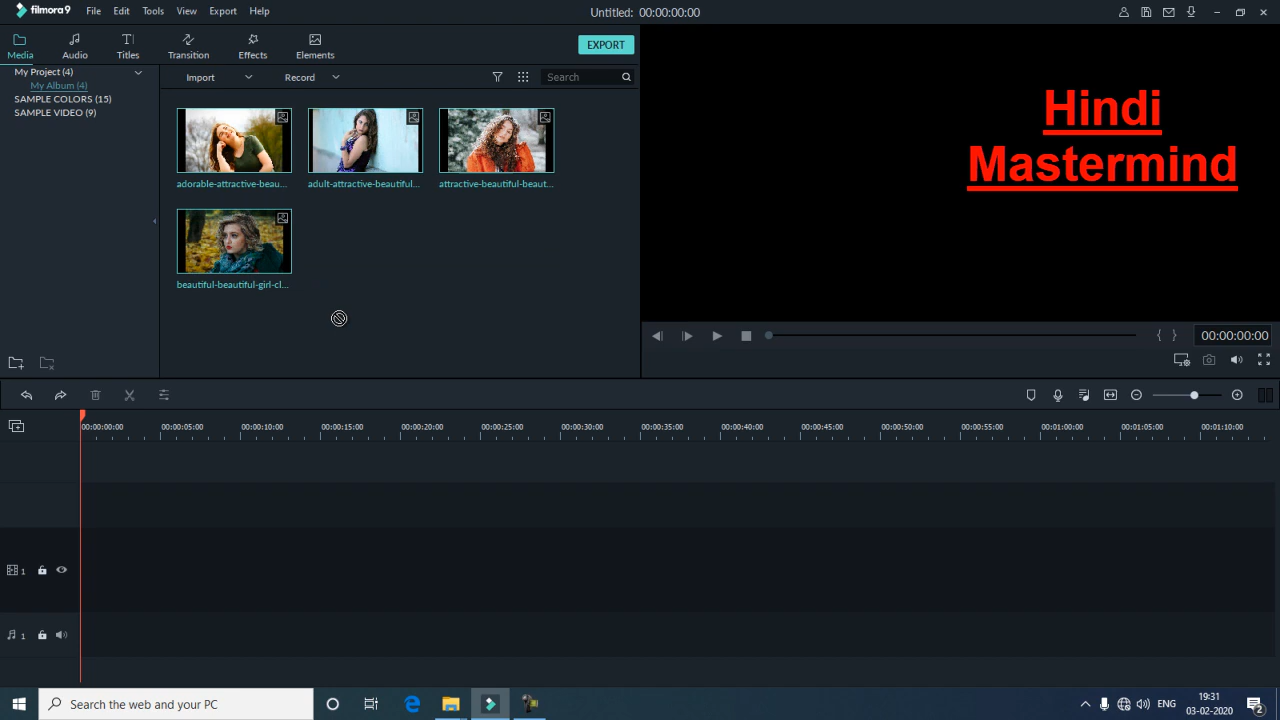 filmora9 File Edit Tools View Export Help Untitled: 00:00:00:00
Media Audio Titles Transition Effects Elements EXPORT
My Project (4) Import Record Search
My Album (4)
SAMPLE COLORS (15)
SAMPLE VIDEO (9)
adorable-attractive-beau... adult-attractive-beautiful... attractive-beautiful-beaut...
beautiful-beautiful-girl-cl...
Hindi
Mastermind
00:00:00:00
00:00:00:00 00:00:05:00 00:00:10:00 00:00:15:00 00:00:20:00 00:00:25:00 00:00:30:00 00:00:35:00 00:00:40:00 00:00:45:00 00:00:50:00 00:00:55:00 00:01:00:00 00:01:05:00 00:01:10:00
1
1
Search the web and your PC ENG 19:31
03-02-2020 2